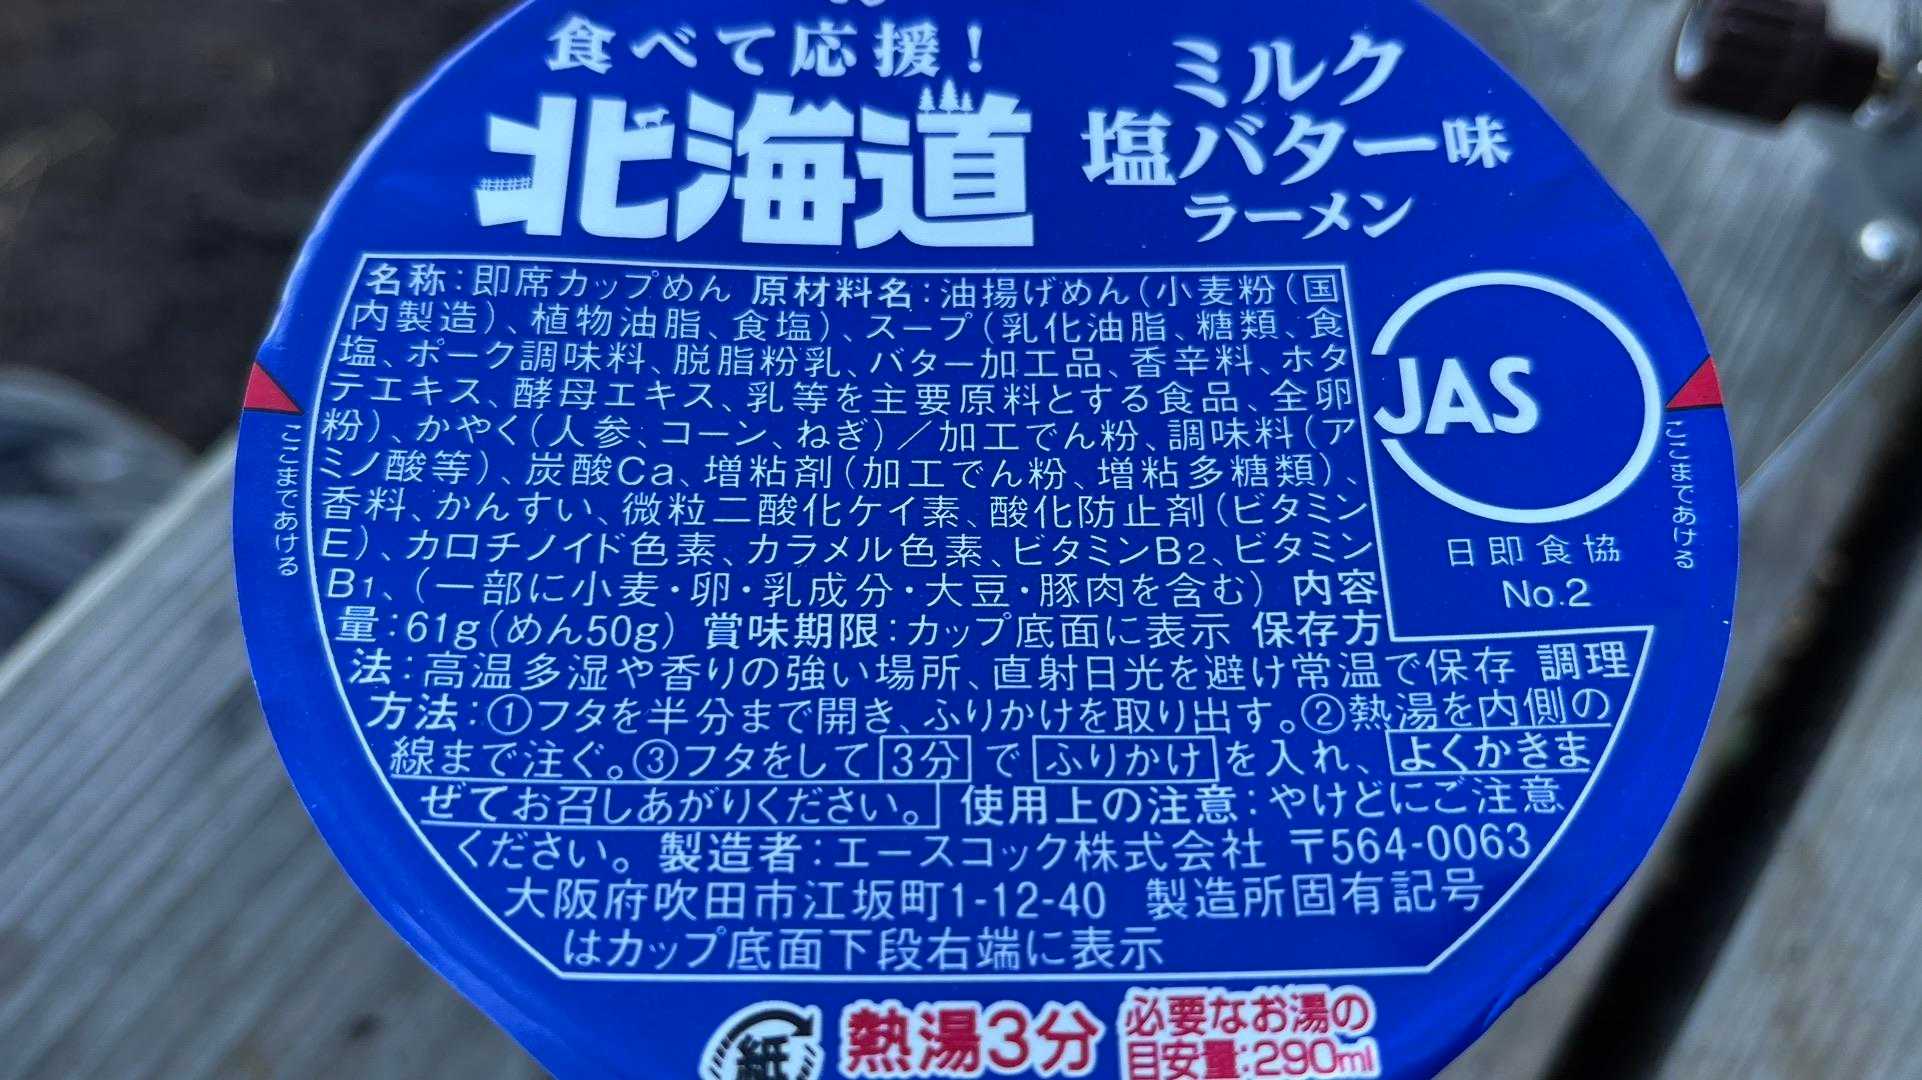 食べて応援！
北海道
ミルク
塩バター味
ラーメン
名称：即席カップめん 原材料名：油揚げめん（小麦粉（国
内製造）、植物油脂、食塩）、スープ（乳化油脂、糖類、食
塩、ポーク調味料、脱脂粉乳、バター加工品、香辛料、ホタ
テエキス、酵母エキス、乳等を主要原料とする食品、全卵
粉）、かやく（人参、コーン、ねぎ）／加工でん粉、調味料（ア
ミノ酸等）、炭酸Ca、増粘剤（加工でん粉、増粘多糖類）、
香料、かんすい、微粒二酸化ケイ素、酸化防止剤（ビタミン
E）、カロチノイド色素、カラメル色素、ビタミンB2、ビタミン
B1、（一部に小麦・卵・乳成分・大豆・豚肉を含む） 内容
量：61g（めん50g） 賞味期限：カップ底面に表示 保存方
法：高温多湿や香りの強い場所、直射日光を避け常温で保存 調理
方法：①フタを半分まで開き、ふりかけを取り出す。②熱湯を内側の
線まで注ぐ。③フタをして 3分 で ふりかけ を入れ、よくかきま
ぜてお召しあがりください。 使用上の注意：やけどにご注意
ください。 製造者：エースコック株式会社 〒564-0063
大阪府吹田市江坂町1-12-40 製造所固有記号
はカップ底面下段右端に表示
JAS
日即食協
No.2
ここまであける
ここまであける
紙
熱湯3分
必要なお湯の
目安量：290ml